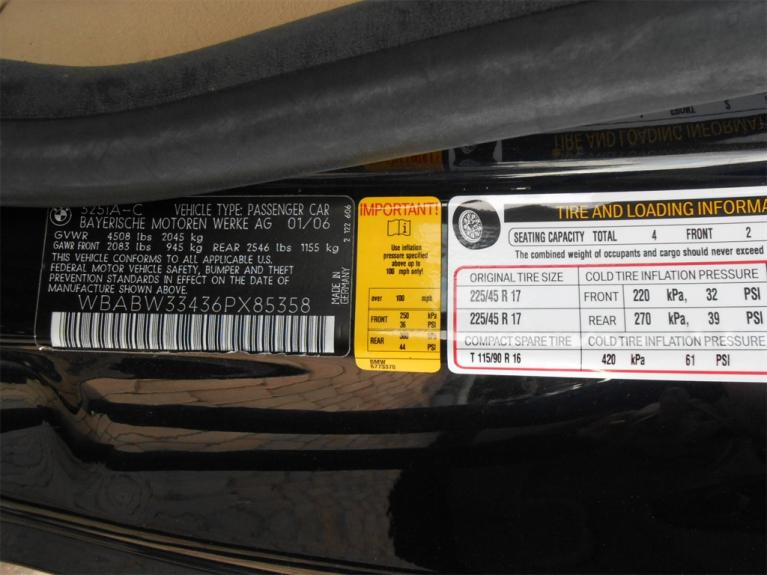 325iA-C VEHICLE TYPE: PASSENGER CAR
BAYERISCHE MOTOREN WERKE AG 01/06
GVWR 4508 lbs 2045 kg
GAWR FRONT 2083 lbs 945 kg REAR 2546 lbs 1155 kg
THIS VEHICLE CONFORMS TO ALL APPLICABLE U.S.
FEDERAL MOTOR VEHICLE SAFETY, BUMPER AND THEFT
PREVENTION STANDARDS IN EFFECT ON THE DATE OF
MANUFACTURE SHOWN ABOVE.
WBABW33436PX85358
MADE IN
GERMANY
2 122 606
IMPORTANT!
Use inflation
pressure specified
above up to
100 mph only!
over 100 mph
FRONT 250 kPa
36 PSI
REAR 300 kPa
44 PSI
BMW
TIRE AND LOADING INFORMA
SEATING CAPACITY TOTAL 4 FRONT 2
The combined weight of occupants and cargo should never exceed
ORIGINAL TIRE SIZE COLD TIRE INFLATION PRESSURE
225/45 R 17 FRONT 220 kPa, 32 PSI
225/45 R 17 REAR 270 kPa, 39 PSI
COMPACT SPARE TIRE COLD TIRE INFLATION PRESSURE
T 115/90 R 16 420 kPa 61 PSI